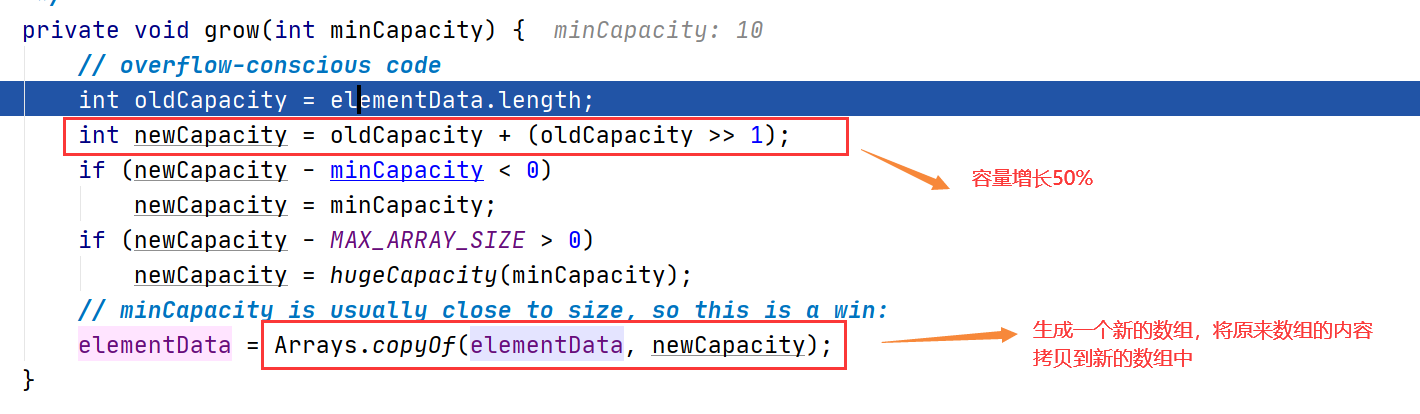 */
private void grow(int minCapacity) {  minCapacity: 10
// overflow-conscious code
int oldCapacity = elementData.length;
int newCapacity = oldCapacity + (oldCapacity >> 1);
if (newCapacity - minCapacity < 0)
容量增长50%
newCapacity = minCapacity;
if (newCapacity - MAX_ARRAY_SIZE > 0)
newCapacity = hugeCapacity(minCapacity);
// minCapacity is usually close to size, so this is a win:
elementData = Arrays.copyOf(elementData, newCapacity);
生成一个新的数组，将原来数组的内容
拷贝到新的数组中
}